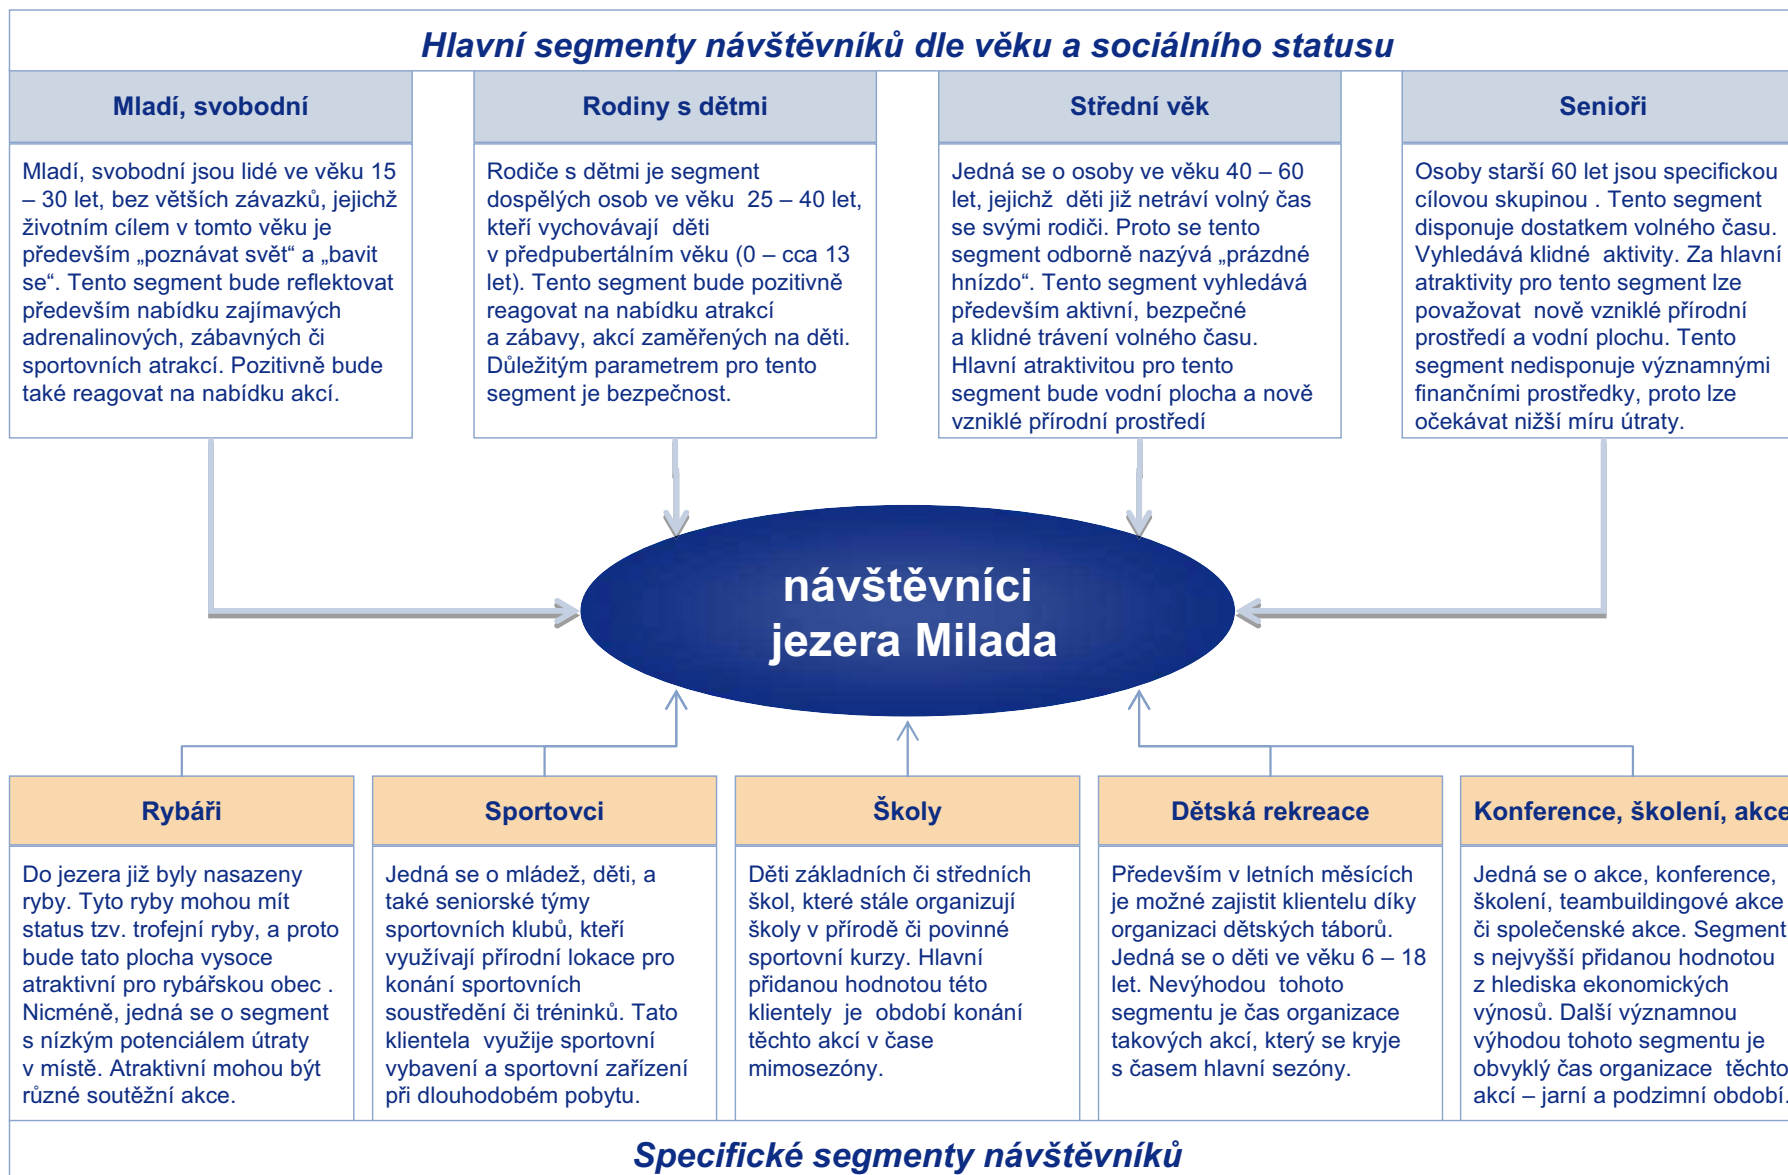 Hlavní segmenty návštěvníků dle věku a sociálního statusu
Mladí, svobodní
Mladí, svobodní jsou lidé ve věku 15
– 30 let, bez větších závazků, jejichž
životním cílem v tomto věku je
především „poznávat svět“ a „bavit
se“. Tento segment bude reflektovat
především nabídku zajímavých
adrenalinových, zábavných či
sportovních atrakcí. Pozitivně bude
také reagovat na nabídku akcí.
Rodiny s dětmi
Rodiče s dětmi je segment
dospělých osob ve věku 25 – 40 let,
kteří vychovávají děti
v předpubertálním věku (0 – cca 13
let). Tento segment bude pozitivně
reagovat na nabídku atrakcí
a zábavy, akcí zaměřených na děti.
Důležitým parametrem pro tento
segment je bezpečnost.
Střední věk
Jedná se o osoby ve věku 40 – 60
let, jejichž děti již netráví volný čas
se svými rodiči. Proto se tento
segment odborně nazývá „prázdné
hnízdo“. Tento segment vyhledává
především aktivní, bezpečné
a klidné trávení volného času.
Hlavní atraktivitou pro tento
segment bude vodní plocha a nově
vzniklé přírodní prostředí
Senioři
Osoby starší 60 let jsou specifickou
cílovou skupinou . Tento segment
disponuje dostatkem volného času.
Vyhledává klidné aktivity. Za hlavní
atraktivity pro tento segment lze
považovat nově vzniklé přírodní
prostředí a vodní plochu. Tento
segment nedisponuje významnými
finančními prostředky, proto lze
očekávat nižší míru útraty.
návštěvníci
jezera Milada
Rybáři
Do jezera již byly nasazeny
ryby. Tyto ryby mohou mít
status tzv. trofejní ryby, a proto
bude tato plocha vysoce
atraktivní pro rybářskou obec .
Nicméně, jedná se o segment
s nízkým potenciálem útraty
v místě. Atraktivní mohou být
různé soutěžní akce.
Sportovci
Jedná se o mládež, děti, a
také seniorské týmy
sportovních klubů, kteří
využívají přírodní lokace pro
konání sportovních
soustředění či tréninků. Tato
klientela využije sportovní
vybavení a sportovní zařízení
při dlouhodobém pobytu.
Školy
Děti základních či středních
škol, které stále organizují
školy v přírodě či povinné
sportovní kurzy. Hlavní
přidanou hodnotou této
klientely je období konání
těchto akcí v čase
mimosezóny.
Dětská rekreace
Především v letních měsících
je možné zajistit klientelu díky
organizaci dětských táborů.
Jedná se o děti ve věku 6 – 18
let. Nevýhodou tohoto
segmentu je čas organizace
takových akcí, který se kryje
s časem hlavní sezóny.
Konference, školení, akce
Jedná se o akce, konference,
školení, teambuildingové akce
či společenské akce. Segment
s nejvyšší přidanou hodnotou
z hlediska ekonomických
výnosů. Další významnou
výhodou tohoto segmentu je
obvyklý čas organizace těchto
akcí – jarní a podzimní období.
Specifické segmenty návštěvníků